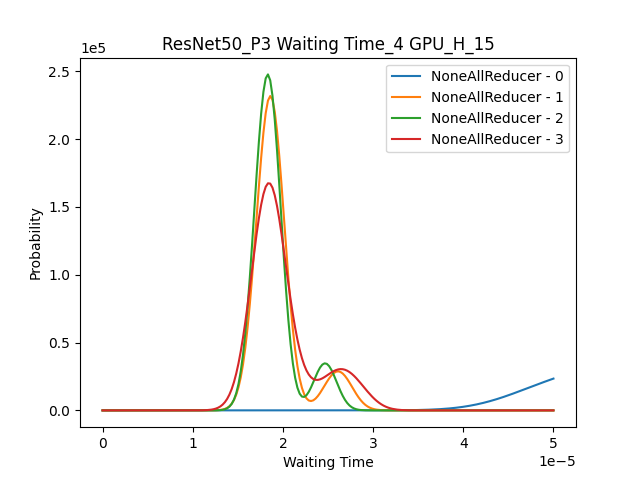 ResNet50_P3 Waiting Time_4 GPU_H_15
1e5
2.5
2.0
1.5
1.0
0.5
0.0
Probability
NoneAllReducer - 0
NoneAllReducer - 1
NoneAllReducer - 2
NoneAllReducer - 3
0 1 2 3 4 5
1e−5
Waiting Time